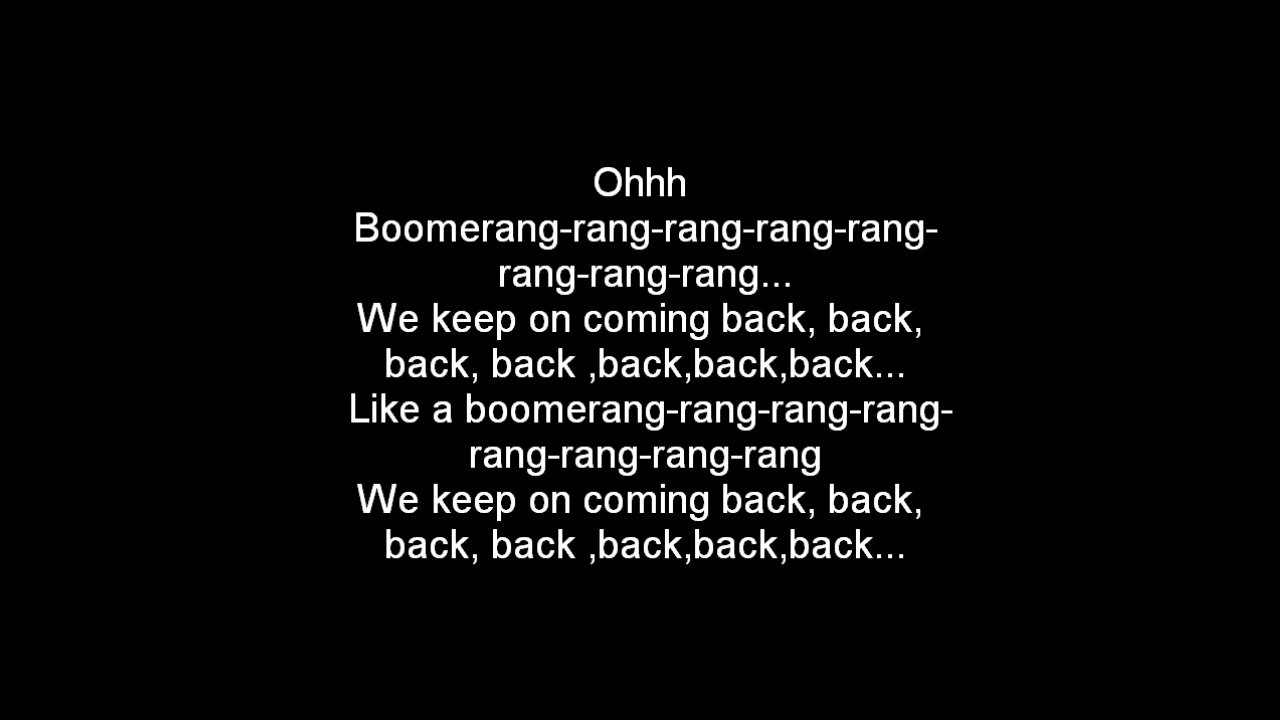 Ohhh
Boomerang-rang-rang-rang-rang-
rang-rang-rang...
We keep on coming back, back,
back, back ,back,back,back...
Like a boomerang-rang-rang-rang-
rang-rang-rang-rang
We keep on coming back, back,
back, back ,back,back,back...